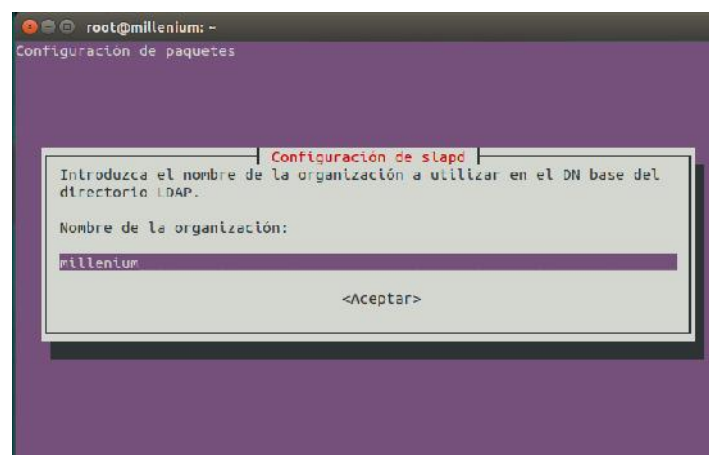 root@millenium: ~
Configuración de paquetes
Configuración de slapd
Introduzca el nombre de la organización a utilizar en el DN base del
directorio LDAP.
Nombre de la organización:
millenium
<Aceptar>